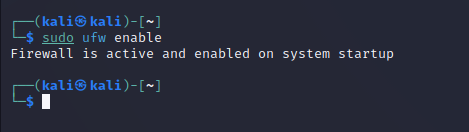 ┌──(kali㉿kali)-[~]
└─$ sudo ufw enable
Firewall is active and enabled on system startup
┌──(kali㉿kali)-[~]
└─$